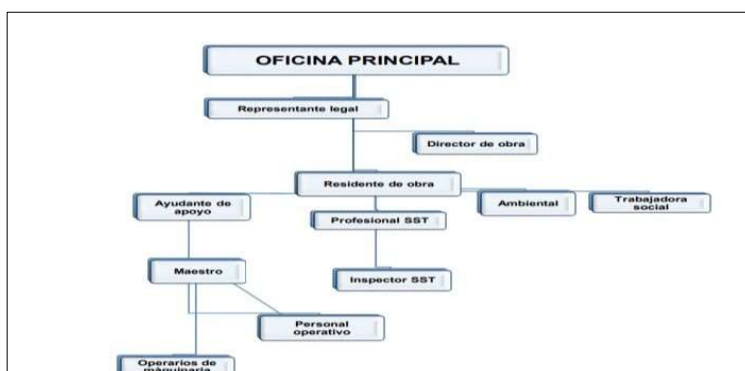 OFICINA PRINCIPAL
Representante legal
Director de obra
Residente de obra
Ayudante de
apoyo
Profesional SST
Ambiental
Trabajadora
social
Maestro
Inspector SST
Personal
operativo
Operarios de
màquinaria